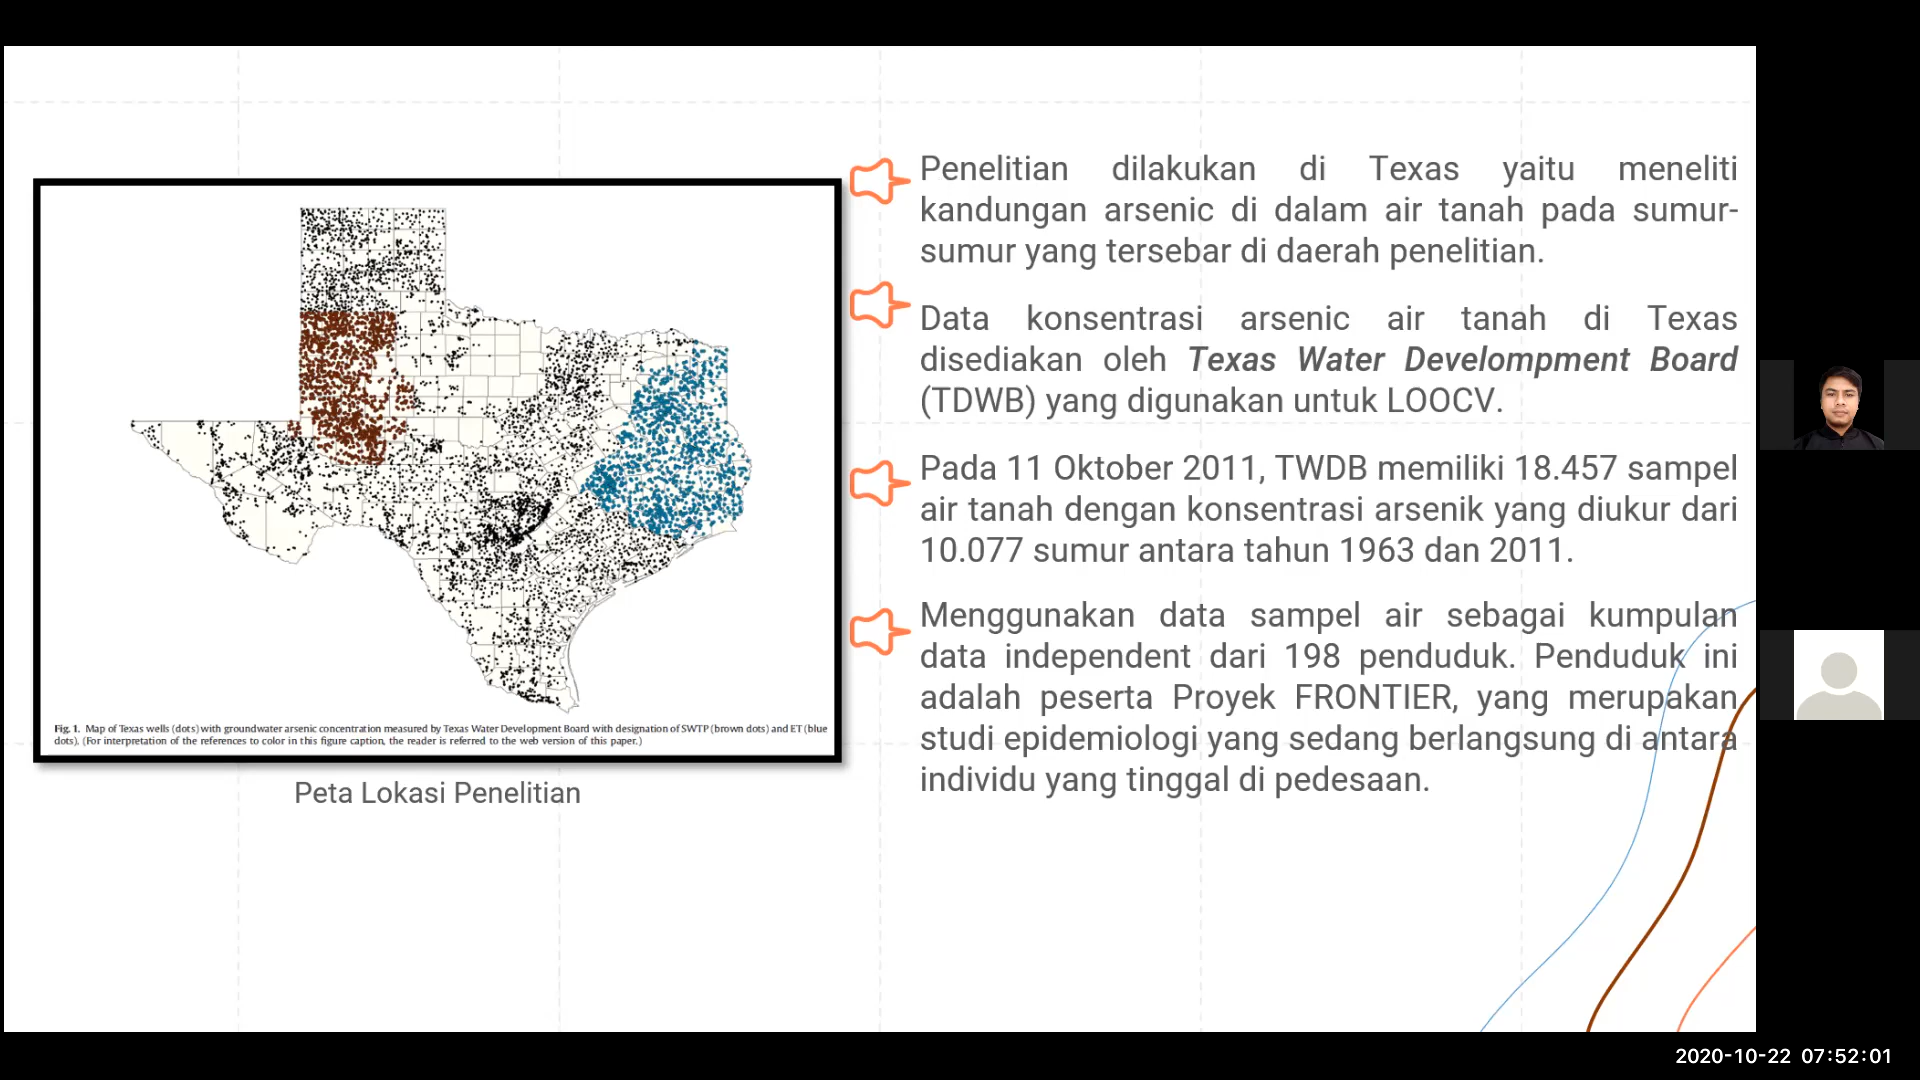 Penelitian dilakukan di Texas yaitu meneliti
kandungan arsenic di dalam air tanah pada sumur-
sumur yang tersebar di daerah penelitian.
Data konsentrasi arsenic air tanah di Texas
disediakan oleh Texas Water Develompment Board
(TDWB) yang digunakan untuk LOOCV.
Pada 11 Oktober 2011, TWDB memiliki 18.457 sampel
air tanah dengan konsentrasi arsenik yang diukur dari
10.077 sumur antara tahun 1963 dan 2011.
Menggunakan data sampel air sebagai kumpulan
data independent dari 198 penduduk. Penduduk ini
adalah peserta Proyek FRONTIER, yang merupakan
studi epidemiologi yang sedang berlangsung di antara
individu yang tinggal di pedesaan.
Fig. 1. Map of Texas wells (dots) with groundwater arsenic concentration measured by Texas Water Development Board with designation of SWTP (brown dots) and ET (blue
dots). (For interpretation of the references to color in this figure caption, the reader is referred to the web version of this paper.)
Peta Lokasi Penelitian
2020-10-22 07:52:01